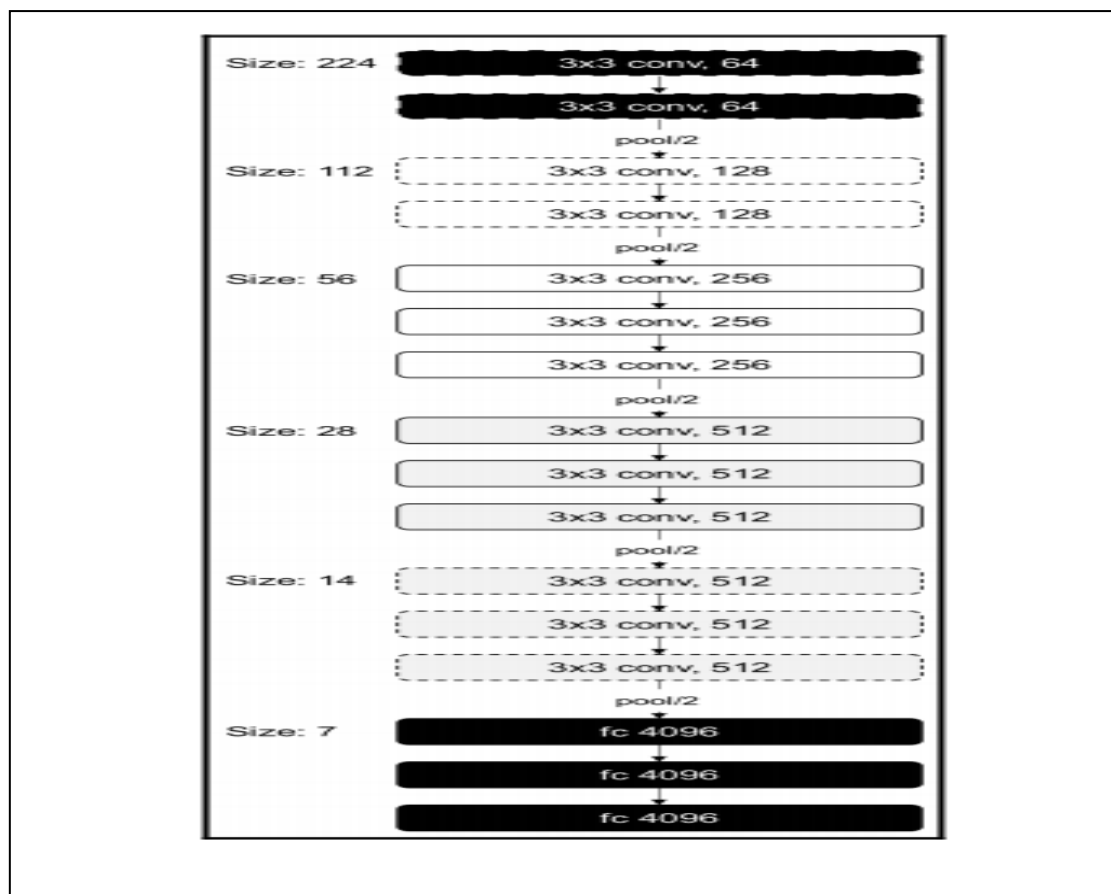 Size: 224 3x3 conv, 64
3x3 conv, 64
pool/2
Size: 112 3x3 conv, 128
3x3 conv, 128
pool/2
Size: 56 3x3 conv, 256
3x3 conv, 256
3x3 conv, 256
pool/2
Size: 28 3x3 conv, 512
3x3 conv, 512
3x3 conv, 512
pool/2
Size: 14 3x3 conv, 512
3x3 conv, 512
3x3 conv, 512
pool/2
Size: 7 fc 4096
fc 4096
fc 4096